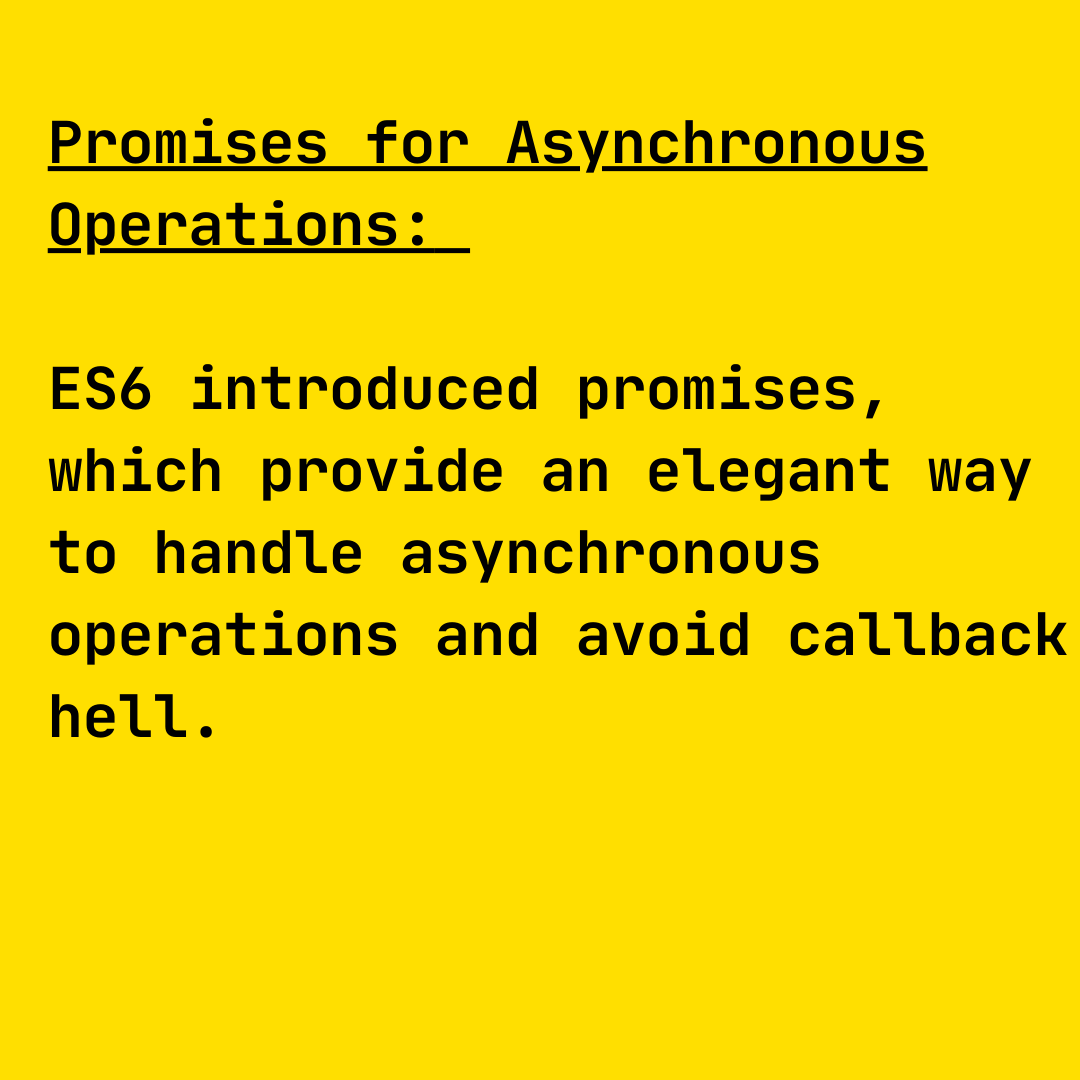 Promises for Asynchronous
Operations:
ES6 introduced promises,
which provide an elegant way
to handle asynchronous
operations and avoid callback
hell.